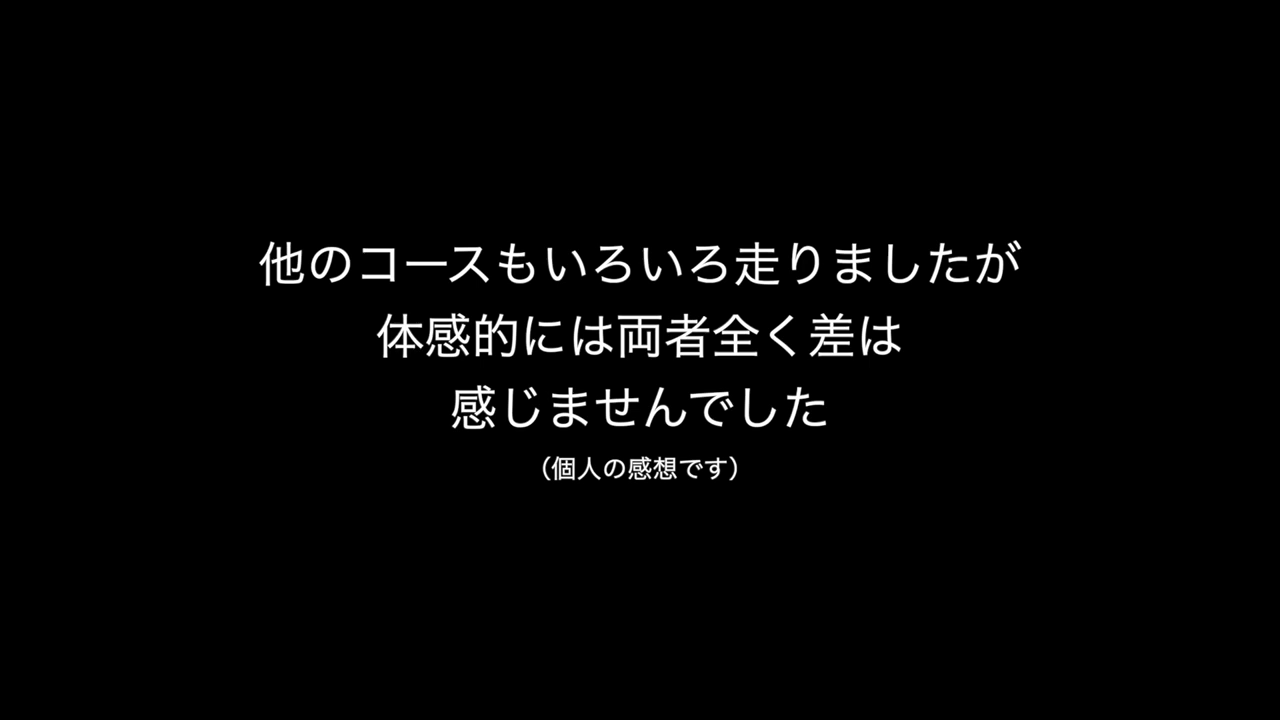 他のコースもいろいろ走りましたが
体感的には両者全く差は
感じませんでした
（個人の感想です）